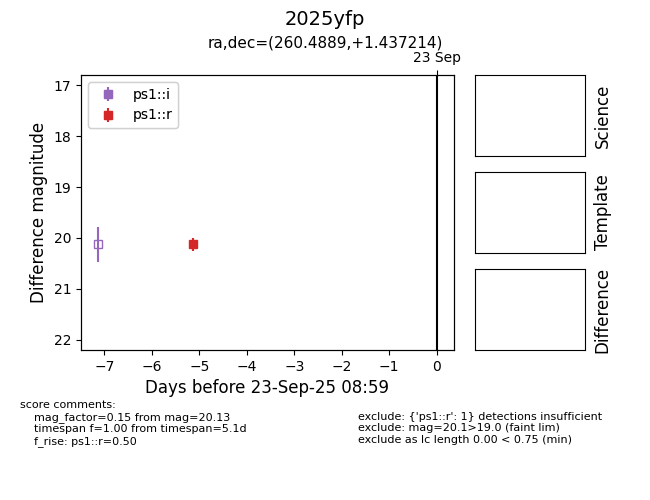 2025yfp
ra,dec=(260.4889,+1.437214)
23 Sep
ps1::i
ps1::r
17
18
19
20
21
22
Difference magnitude
−7
−6
−5
−4
−3
−2
−1
0
Days before 23-Sep-25 08:59
Science
Template
Difference
score comments:
mag_factor=0.15 from mag=20.13
timespan f=1.00 from timespan=5.1d
f_rise: ps1::r=0.50
exclude: {'ps1::r': 1} detections insufficient
exclude: mag=20.1>19.0 (faint lim)
exclude as lc length 0.00 < 0.75 (min)